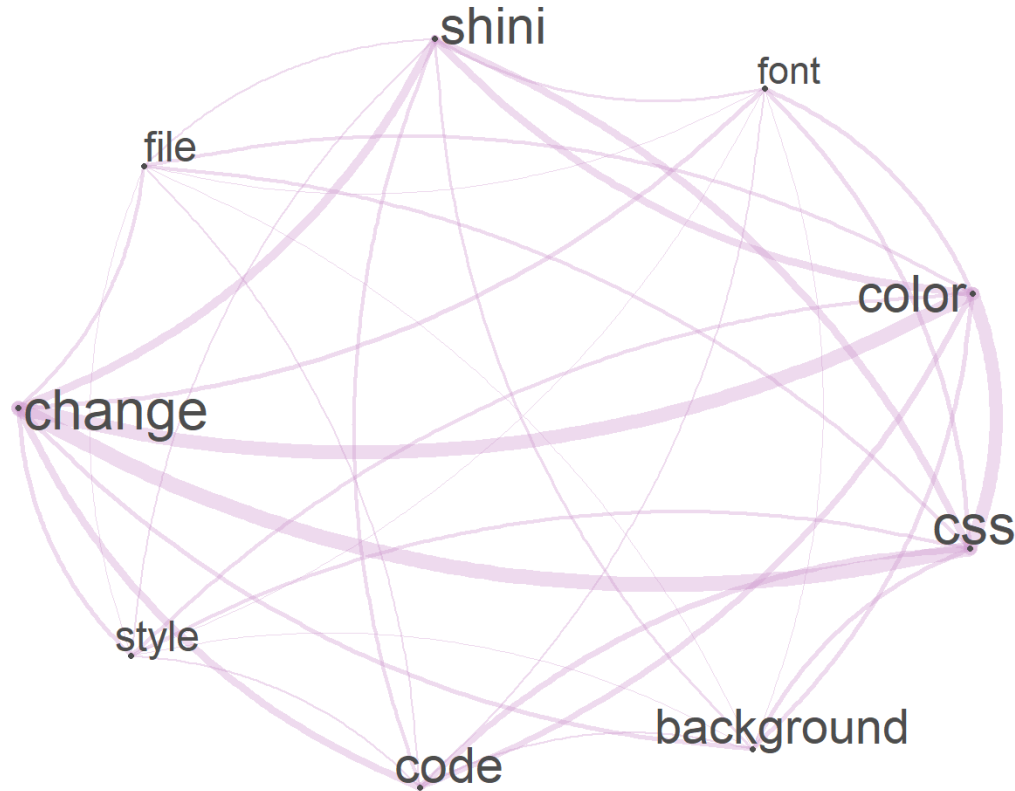 shini
font
file
color
change
css
style
background
code